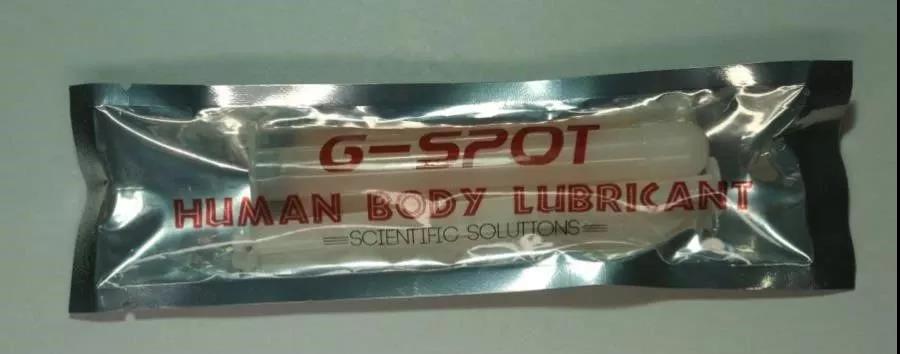 G-SPOT
HUMAN BODY LUBRICANT
SCIENTIFIC SOLUTIONS